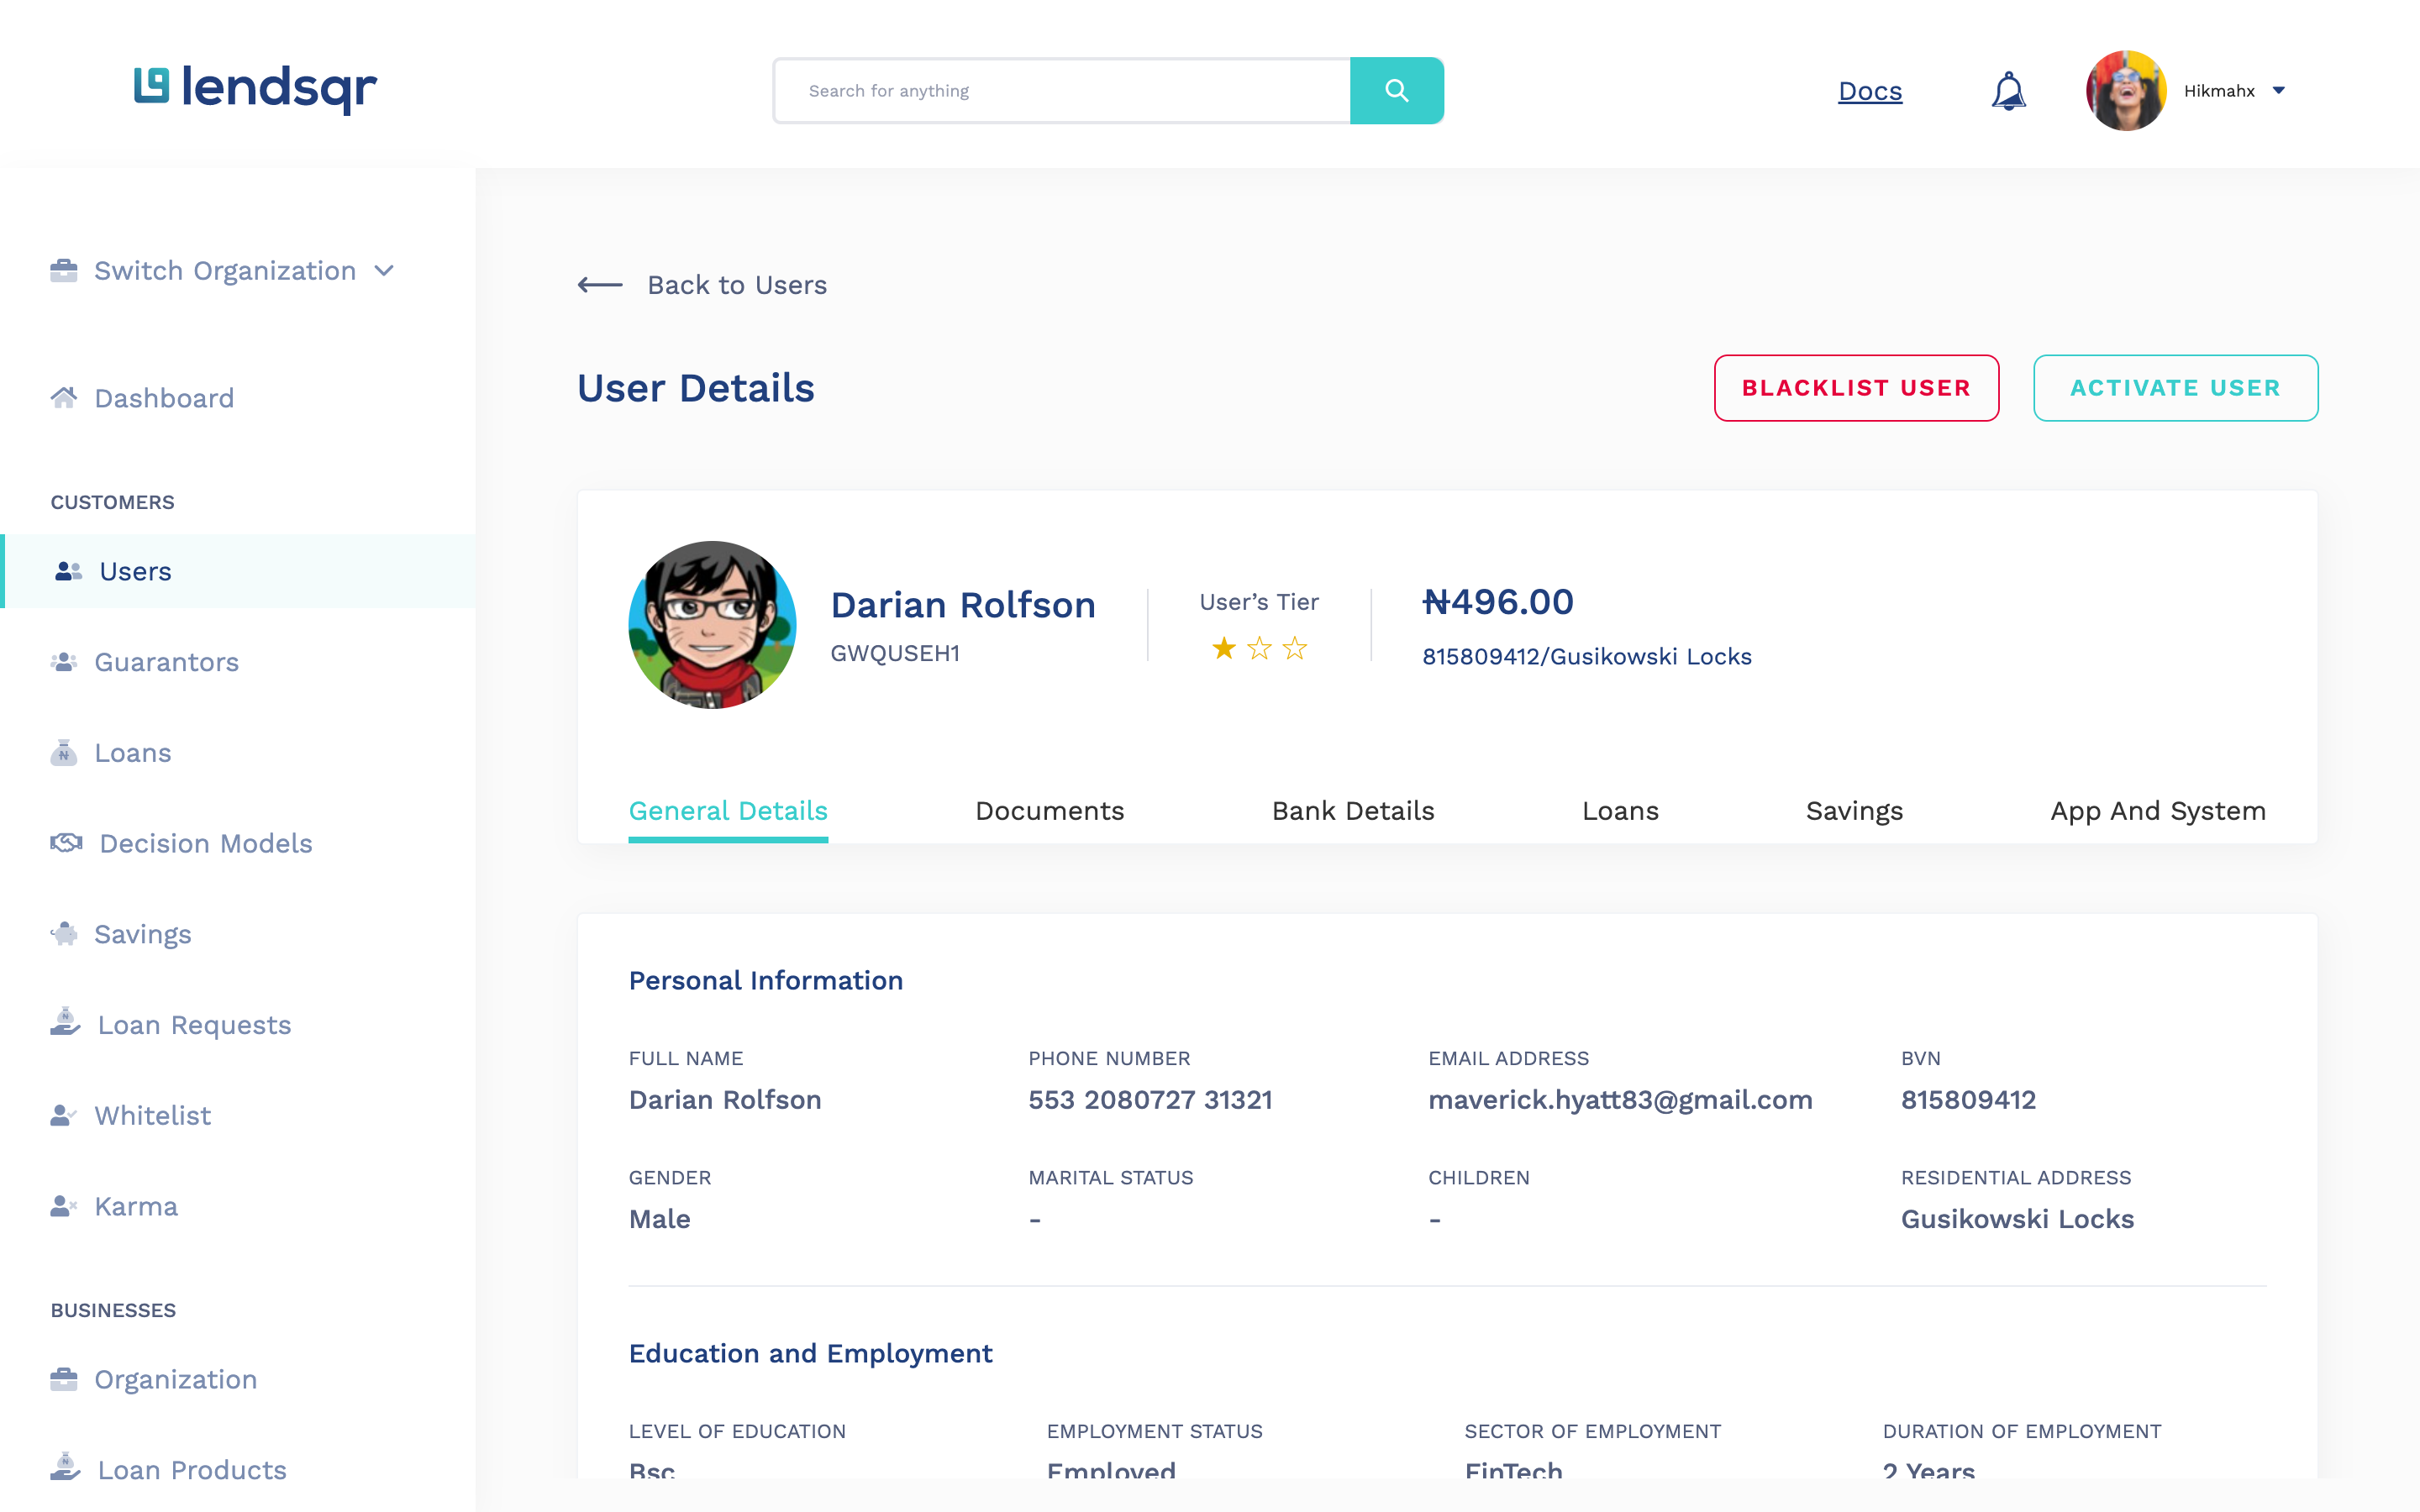 lendsqr
Search for anything
Docs
Hikmahx
Switch Organization
Dashboard
CUSTOMERS
Users
Guarantors
Loans
Decision Models
Savings
Loan Requests
Whitelist
Karma
BUSINESSES
Organization
Loan Products
Back to Users
User Details
BLACKLIST USER
ACTIVATE USER
Darian Rolfson
GWQUSEH1
User’s Tier
★ ☆ ☆
₦496.00
815809412/Gusikowski Locks
General Details Documents Bank Details Loans Savings App And System
Personal Information
FULL NAME PHONE NUMBER EMAIL ADDRESS BVN
Darian Rolfson 553 2080727 31321 maverick.hyatt83@gmail.com 815809412
GENDER MARITAL STATUS CHILDREN RESIDENTIAL ADDRESS
Male - - Gusikowski Locks
Education and Employment
LEVEL OF EDUCATION EMPLOYMENT STATUS SECTOR OF EMPLOYMENT DURATION OF EMPLOYMENT
Bsc Employed FinTech 2 Years